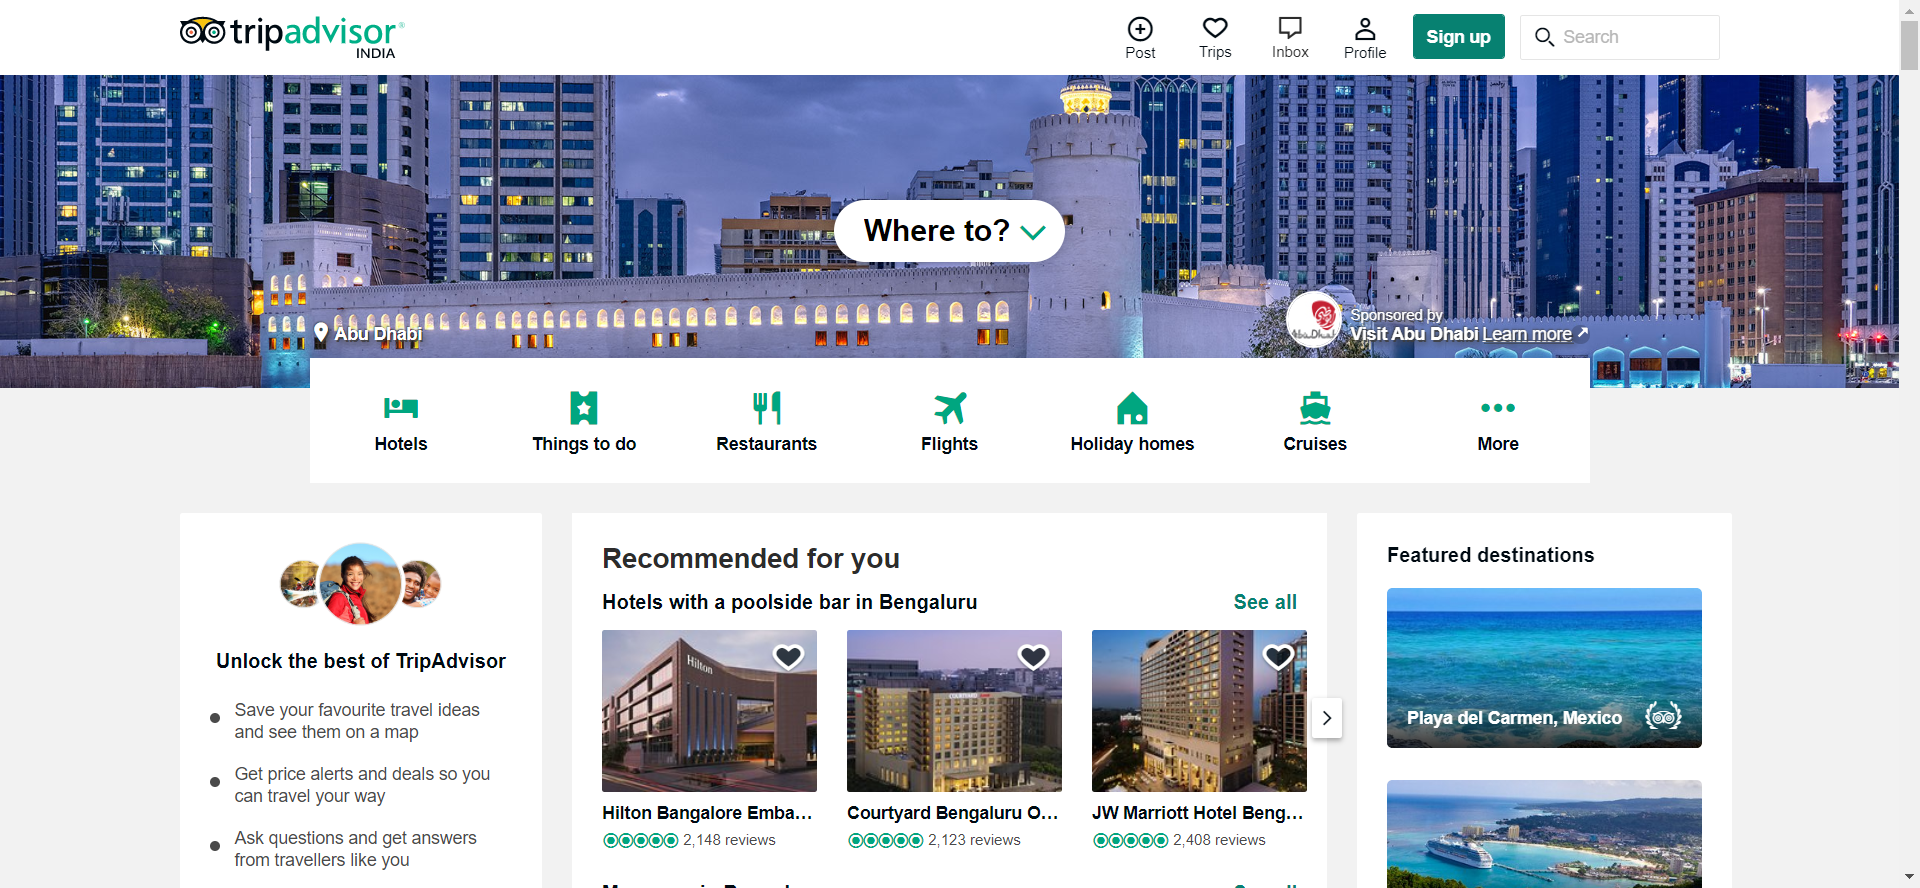 tripadvisor®
INDIA
Post
Trips
Inbox
Profile
Sign up
Search
Where to?
Abu Dhabi
Sponsored by
Visit Abu Dhabi Learn more
Hotels
Things to do
Restaurants
Flights
Holiday homes
Cruises
More
Unlock the best of TripAdvisor
Save your favourite travel ideas
and see them on a map
Get price alerts and deals so you
can travel your way
Ask questions and get answers
from travellers like you
Recommended for you
Hotels with a poolside bar in Bengaluru
See all
Hilton
Hilton Bangalore Emba...
2,148 reviews
COURTYARD
Courtyard Bengaluru O...
2,123 reviews
JW Marriott Hotel Beng...
2,408 reviews
Featured destinations
Playa del Carmen, Mexico